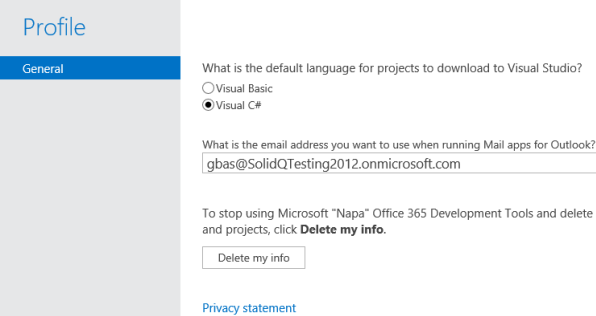 Profile
General
What is the default language for projects to download to Visual Studio?
Visual Basic
Visual C#
What is the email address you want to use when running Mail apps for Outlook?
gbas@SolidQTesting2012.onmicrosoft.com
To stop using Microsoft "Napa" Office 365 Development Tools and delete
and projects, click Delete my info.
Delete my info
Privacy statement